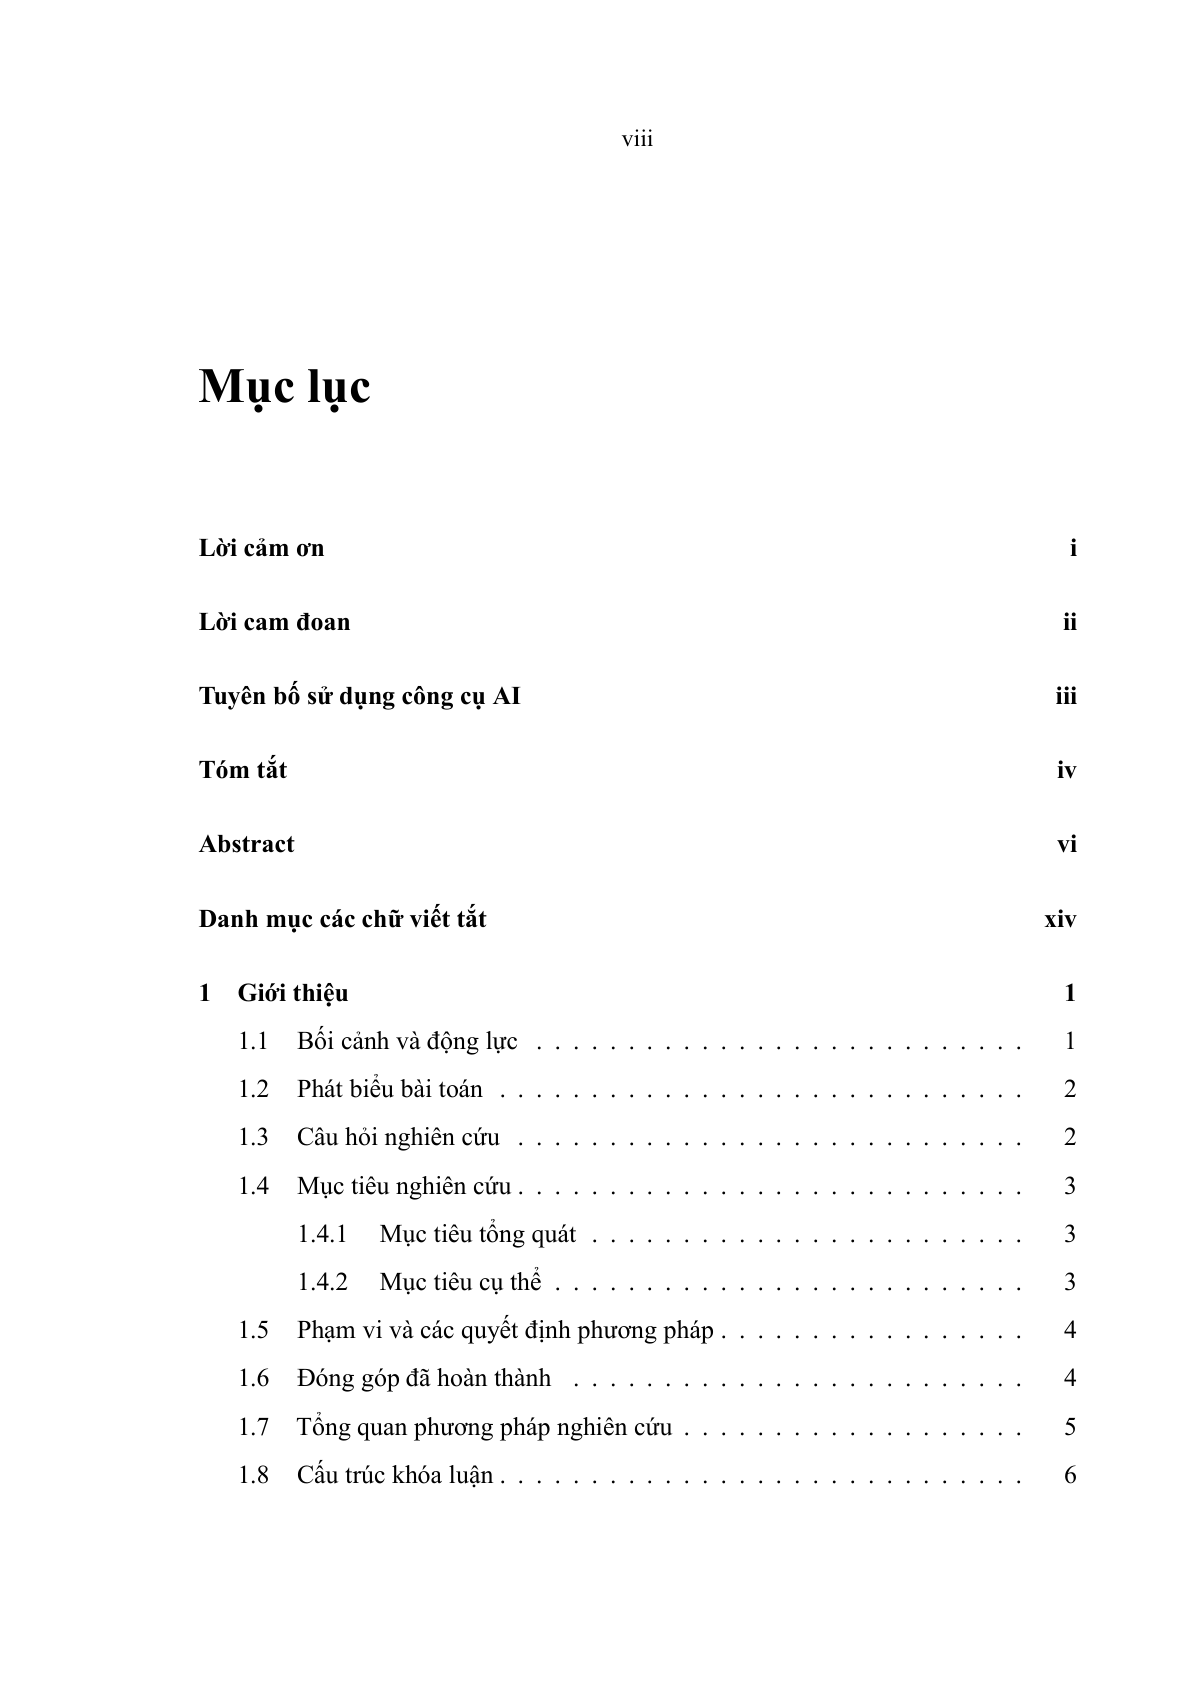 viii
Mục lục
Lời cảm ơn i
Lời cam đoan ii
Tuyên bố sử dụng công cụ AI iii
Tóm tắt iv
Abstract vi
Danh mục các chữ viết tắt xiv
1 Giới thiệu 1
1.1 Bối cảnh và động lực . . . . . . . . . . . . . . . . . . . . . . . . . . . 1
1.2 Phát biểu bài toán . . . . . . . . . . . . . . . . . . . . . . . . . . . . . 2
1.3 Câu hỏi nghiên cứu . . . . . . . . . . . . . . . . . . . . . . . . . . . . 2
1.4 Mục tiêu nghiên cứu . . . . . . . . . . . . . . . . . . . . . . . . . . . . 3
1.4.1 Mục tiêu tổng quát . . . . . . . . . . . . . . . . . . . . . . . . 3
1.4.2 Mục tiêu cụ thể . . . . . . . . . . . . . . . . . . . . . . . . . . 3
1.5 Phạm vi và các quyết định phương pháp . . . . . . . . . . . . . . . . . 4
1.6 Đóng góp đã hoàn thành . . . . . . . . . . . . . . . . . . . . . . . . . 4
1.7 Tổng quan phương pháp nghiên cứu . . . . . . . . . . . . . . . . . . . 5
1.8 Cấu trúc khóa luận . . . . . . . . . . . . . . . . . . . . . . . . . . . . . 6